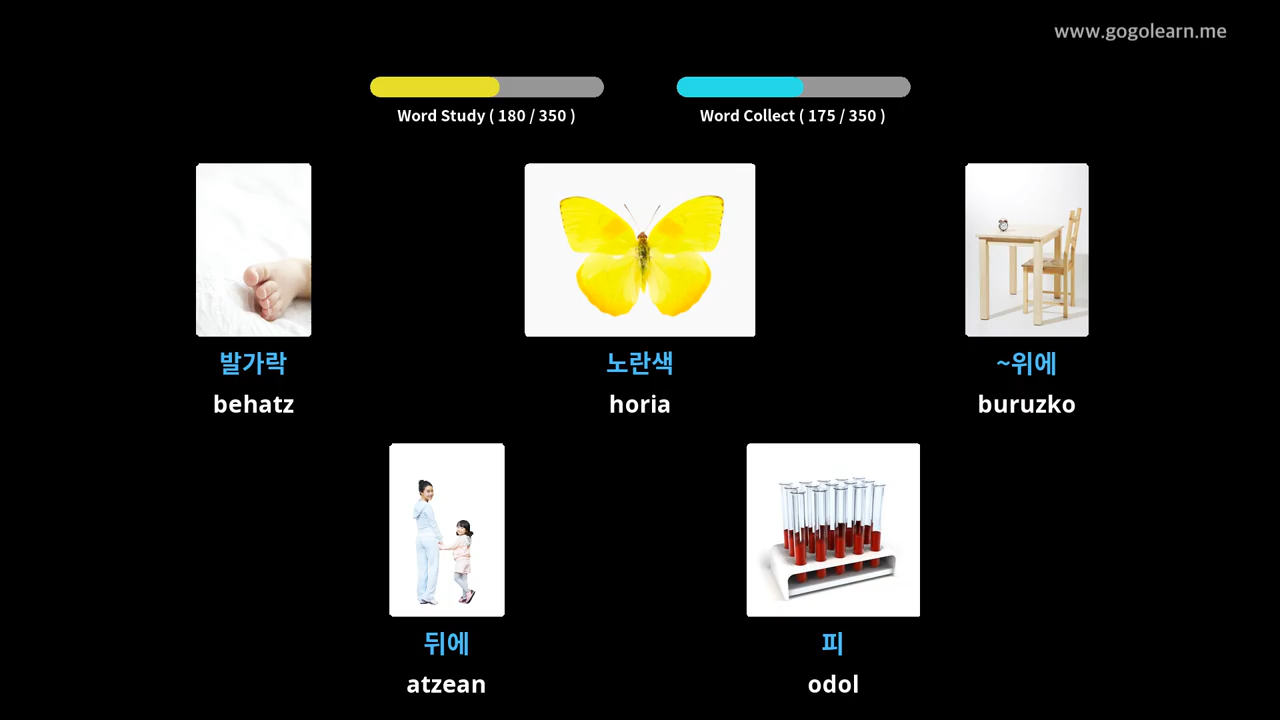 www.gogolearn.me
Word Study ( 180 / 350 )
Word Collect ( 175 / 350 )
발가락
behatz
노란색
horia
~위에
buruzko
뒤에
atzean
피
odol